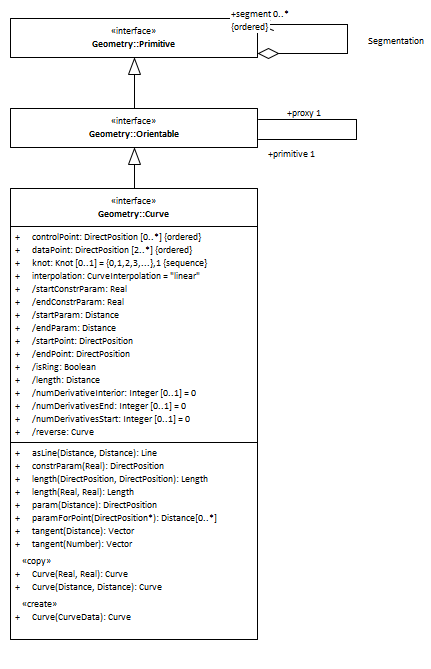 +segment 0..*
{ordered}
Segmentation
«interface»
Geometry::Primitive
«interface»
Geometry::Orientable
+proxy 1
+primitive 1
«interface»
Geometry::Curve
+ controlPoint: DirectPosition [0..*] {ordered}
+ dataPoint: DirectPosition [2..*] {ordered}
+ knot: Knot [0..1] = {0,1,2,3,...},1 {sequence}
+ interpolation: CurveInterpolation = "linear"
+ /startConstrParam: Real
+ /endConstrParam: Real
+ /startParam: Distance
+ /endParam: Distance
+ /startPoint: DirectPosition
+ /endPoint: DirectPosition
+ /isRing: Boolean
+ /length: Distance
+ /numDerivativeInterior: Integer [0..1] = 0
+ /numDerivativesEnd: Integer [0..1] = 0
+ /numDerivativesStart: Integer [0..1] = 0
+ /reverse: Curve
+ asLine(Distance, Distance): Line
+ constrParam(Real): DirectPosition
+ length(DirectPosition, DirectPosition): Length
+ length(Real, Real): Length
+ param(Distance): DirectPosition
+ paramForPoint(DirectPosition*): Distance[0..*]
+ tangent(Distance): Vector
+ tangent(Number): Vector
«copy»
+ Curve(Real, Real): Curve
+ Curve(Distance, Distance): Curve
«create»
+ Curve(CurveData): Curve